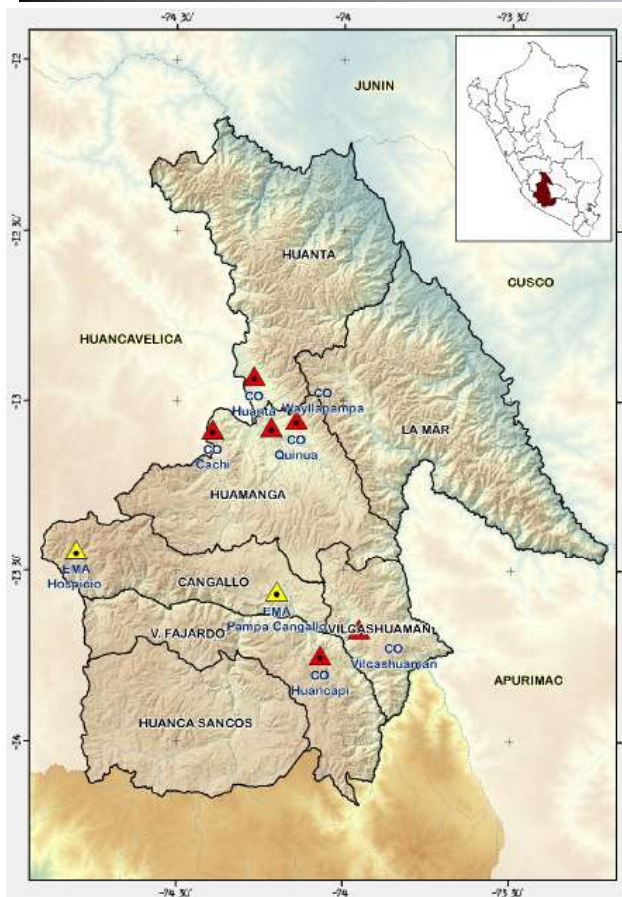 -74 30'
-74
-73 30'
-12
JUNIN
-12 30'
HUANTA
CUSCO
HUANCAVELICA
-13
CO
Huanta
CO
Wayllapampa
LA MAR
CO
Quinua
CO
Cachi
HUAMANGA
-13 30'
EMA
Hospicio
CANGALLO
EMA
Pampa Cangallo
VILCASHUAMAN
V. FAJARDO
CO
Vilcashuaman
CO
Huancapi
APURIMAC
HUANCA SANCOS
-14
-74 30'
-74
-73 30'